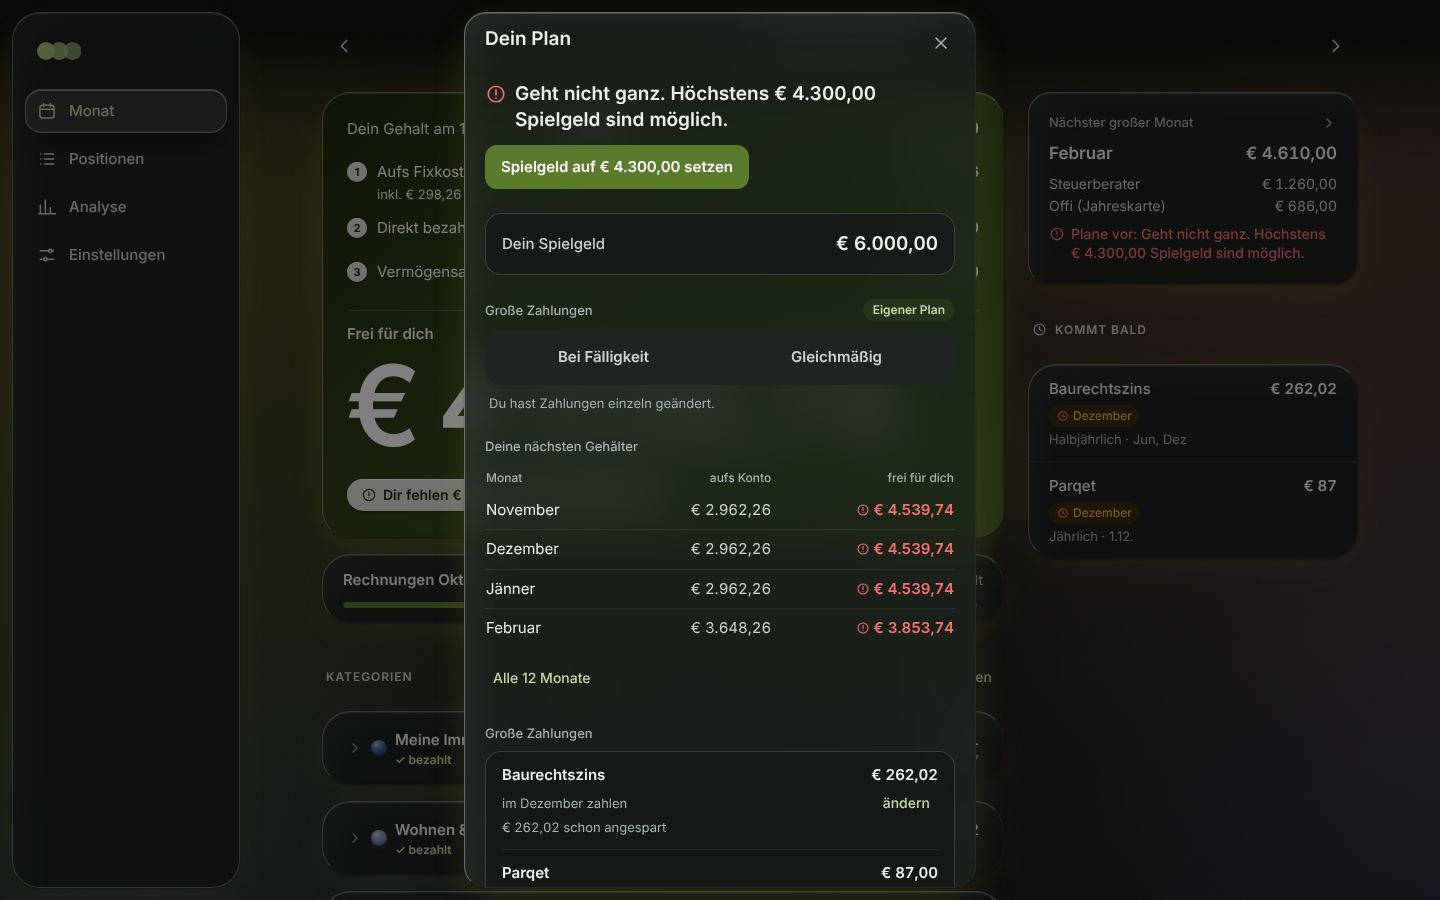 Monat
Positionen
Analyse
Einstellungen
Dein Gehalt am 1
1 Aufs Fixkost
inkl. € 298,26
2 Direkt bezah
3 Vermögensa
Frei für dich
€ 4
Dir fehlen €
Rechnungen Okt
KATEGORIEN
en
Meine Im
✓ bezahlt
Wohnen &
✓ bezahlt
Dein Plan
Geht nicht ganz. Höchstens € 4.300,00
Spielgeld sind möglich.
Spielgeld auf € 4.300,00 setzen
Dein Spielgeld € 6.000,00
Große Zahlungen Eigener Plan
Bei Fälligkeit Gleichmäßig
Du hast Zahlungen einzeln geändert.
Deine nächsten Gehälter
Monat aufs Konto frei für dich
November € 2.962,26 € 4.539,74
Dezember € 2.962,26 € 4.539,74
Jänner € 2.962,26 € 4.539,74
Februar € 3.648,26 € 3.853,74
Alle 12 Monate
Große Zahlungen
Baurechtszins € 262,02
im Dezember zahlen ändern
€ 262,02 schon angespart
Parqet € 87,00
Nächster großer Monat
Februar € 4.610,00
Steuerberater € 1.260,00
Offi (Jahreskarte) € 686,00
Plane vor: Geht nicht ganz. Höchstens
€ 4.300,00 Spielgeld sind möglich.
KOMMT BALD
Baurechtszins € 262,02
Dezember
Halbjährlich · Jun, Dez
Parqet € 87
Dezember
Jährlich · 1.12.